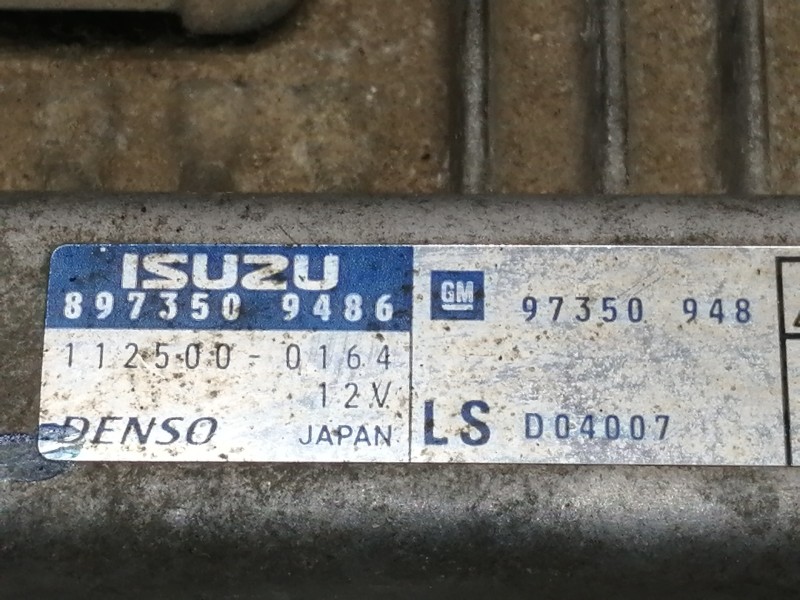 ISUZU
897350 9486
112500-0164
12V
DENSO JAPAN
GM 97350 948
LS D04007